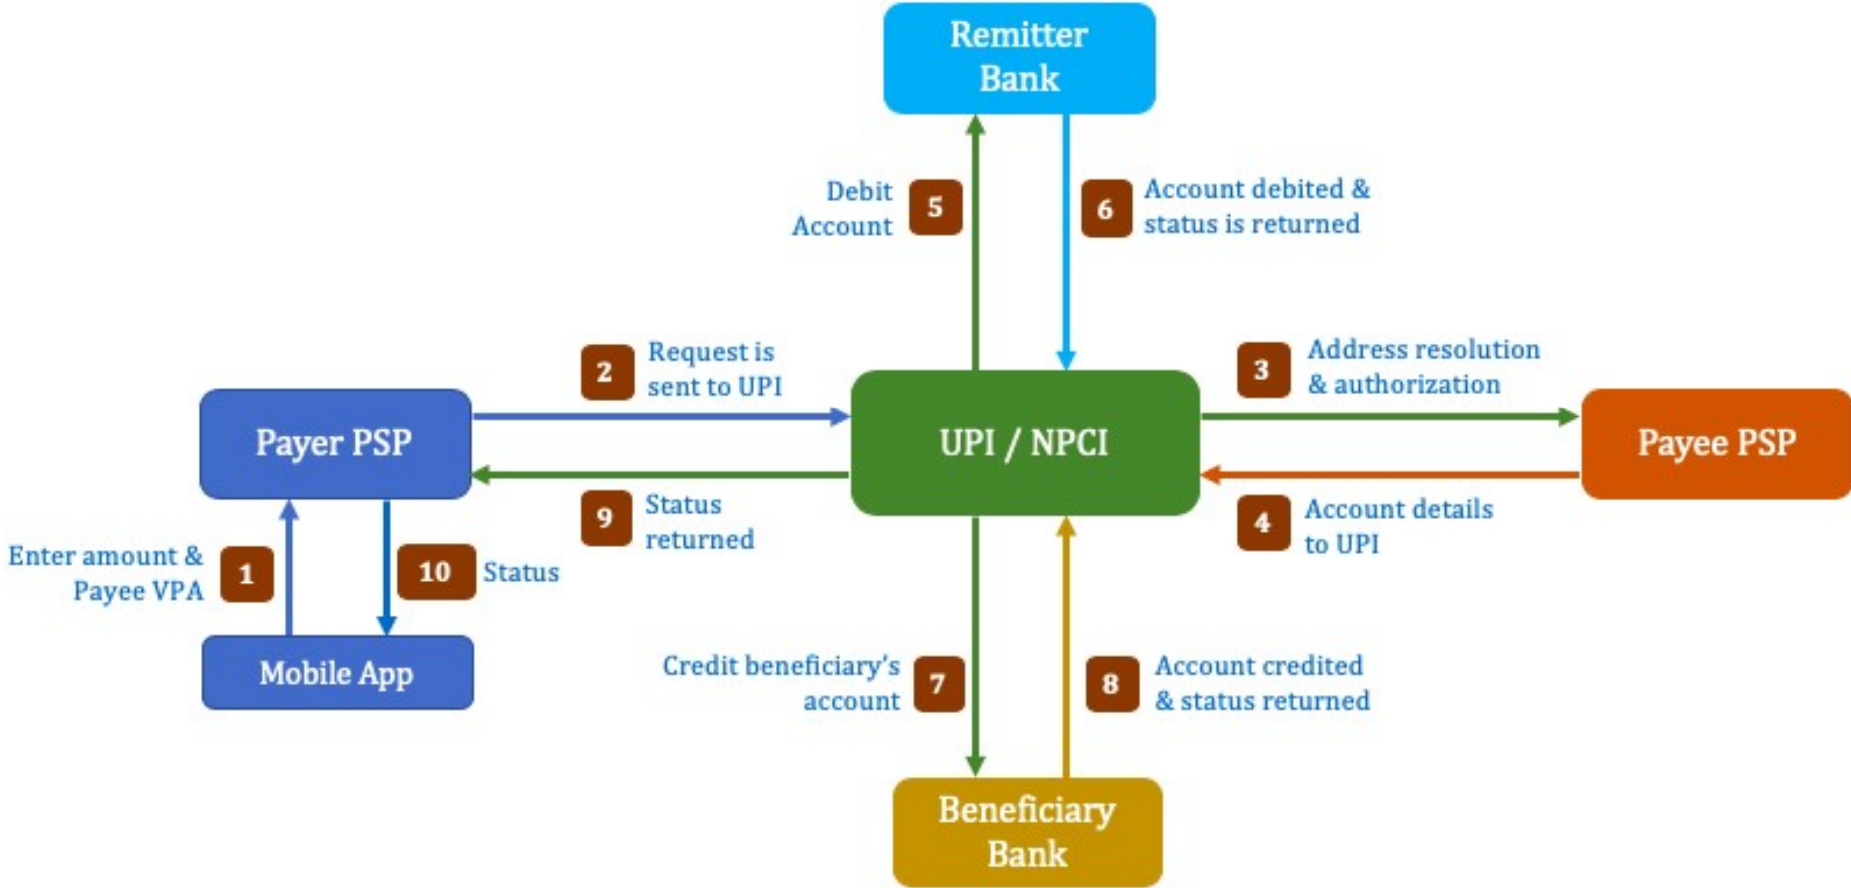 Remitter
Bank
Debit
Account
5
6
Account debited &
status is returned
2
Request is
sent to UPI
3
Address resolution
& authorization
Payer PSP
UPI / NPCI
Payee PSP
9
Status
returned
4
Account details
to UPI
Enter amount &
Payee VPA
1
10
Status
Mobile App
Credit beneficiary's
account
7
8
Account credited
& status returned
Beneficiary
Bank